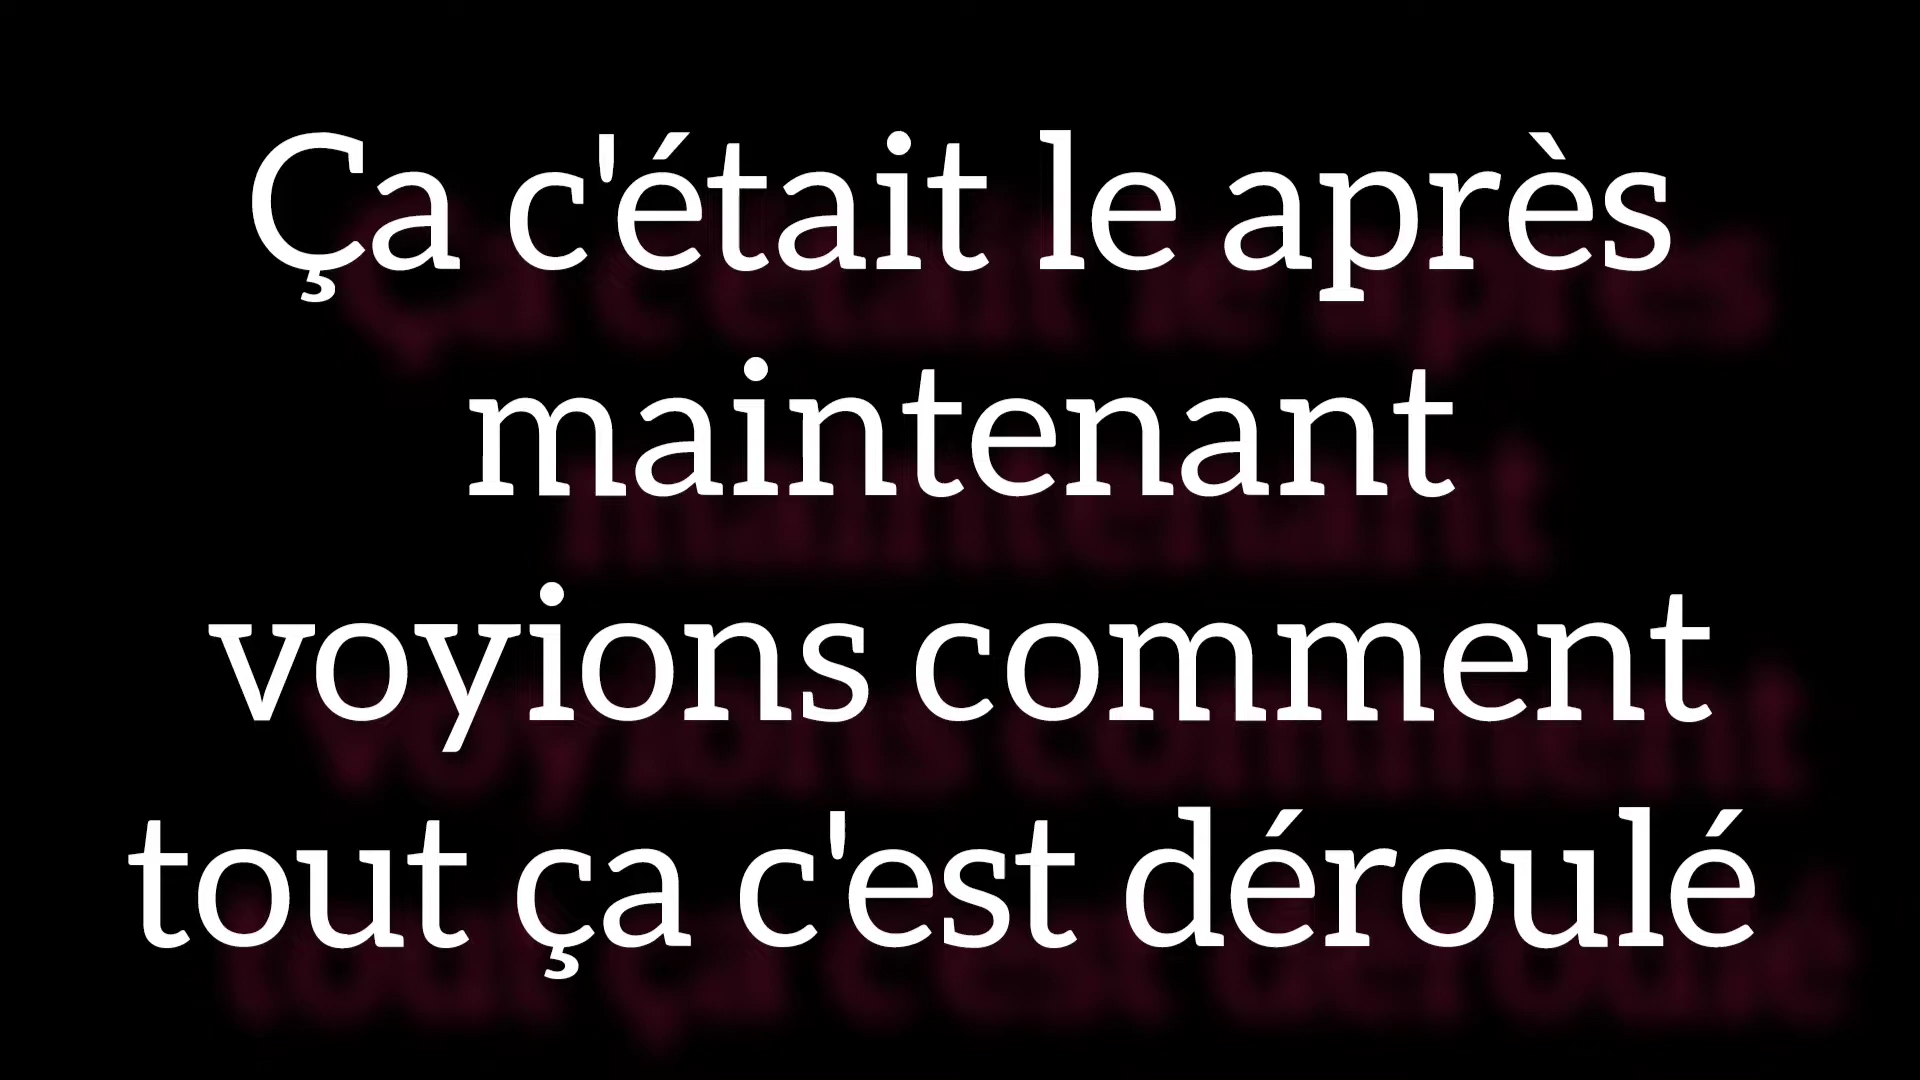 Ça c'était le après
maintenant
voyions comment
tout ça c'est déroulé